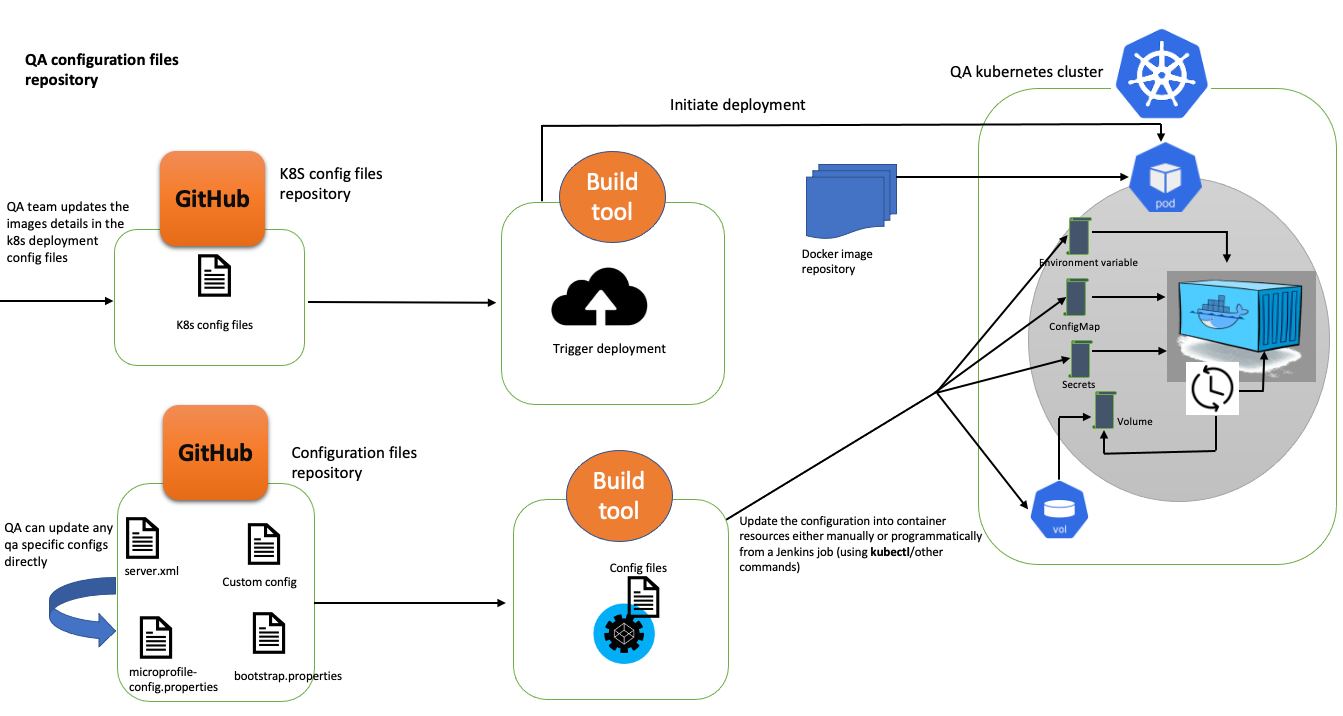 QA configuration files
repository
QA kubernetes cluster
Initiate deployment
GitHub
K8S config files
repository
QA team updates the
images details in the
k8s deployment
config files
K8s config files
Build
tool
Trigger deployment
Docker image
repository
pod
Environment variable
ConfigMap
Secrets
Volume
vol
GitHub
Configuration files
repository
QA can update any
qa specific configs
directly
server.xml
Custom config
microprofile-
config.properties
bootstrap.properties
Build
tool
Config files
Update the configuration into container
resources either manually or programmatically
from a Jenkins job (using kubectl/other
commands)